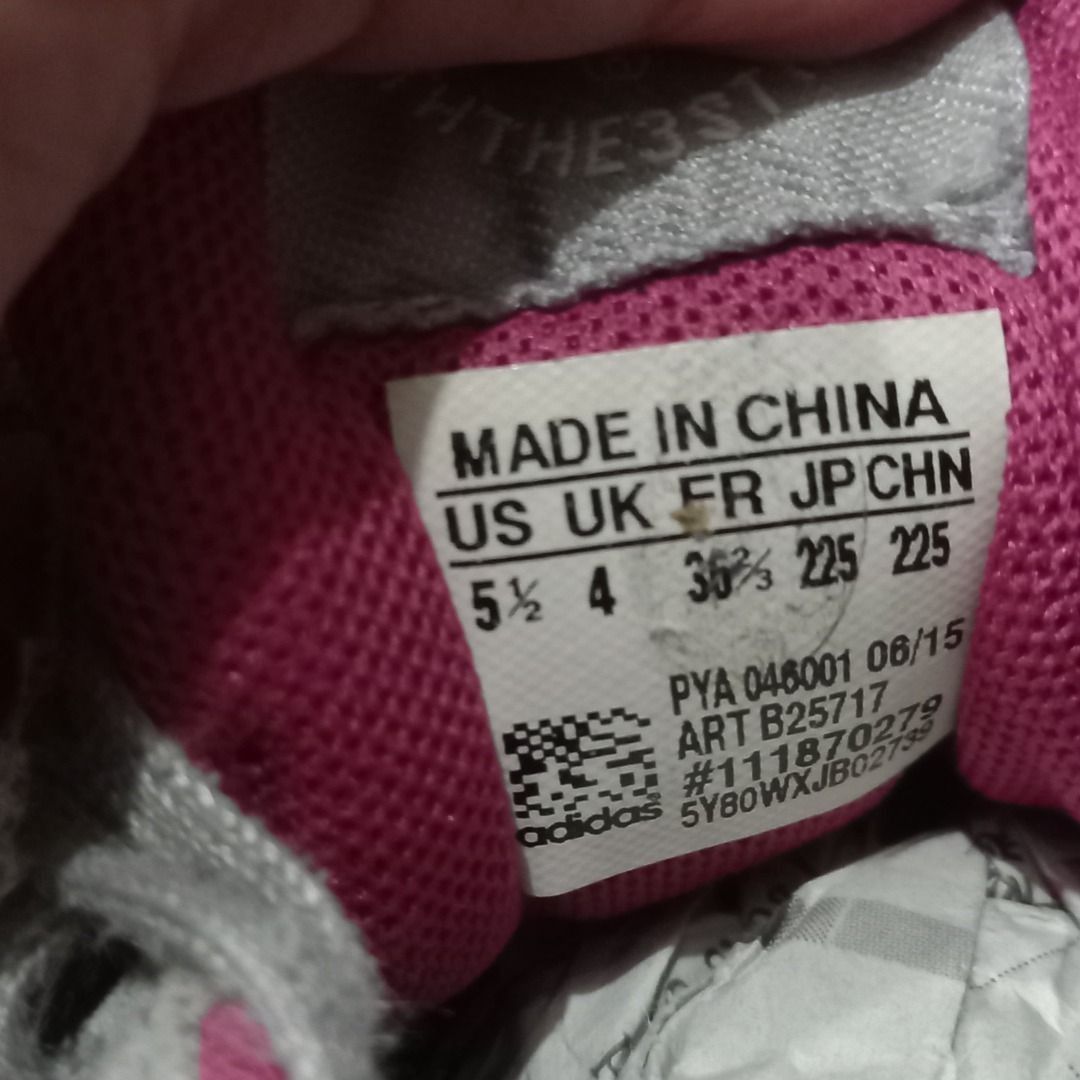 THE3ST
MADE IN CHINA
US UK FR JP CHN
5½ 4 36⅔ 225 225
PYA 046001 06/15
ART B25717
#111870279
5Y80WXJB02739
adidas